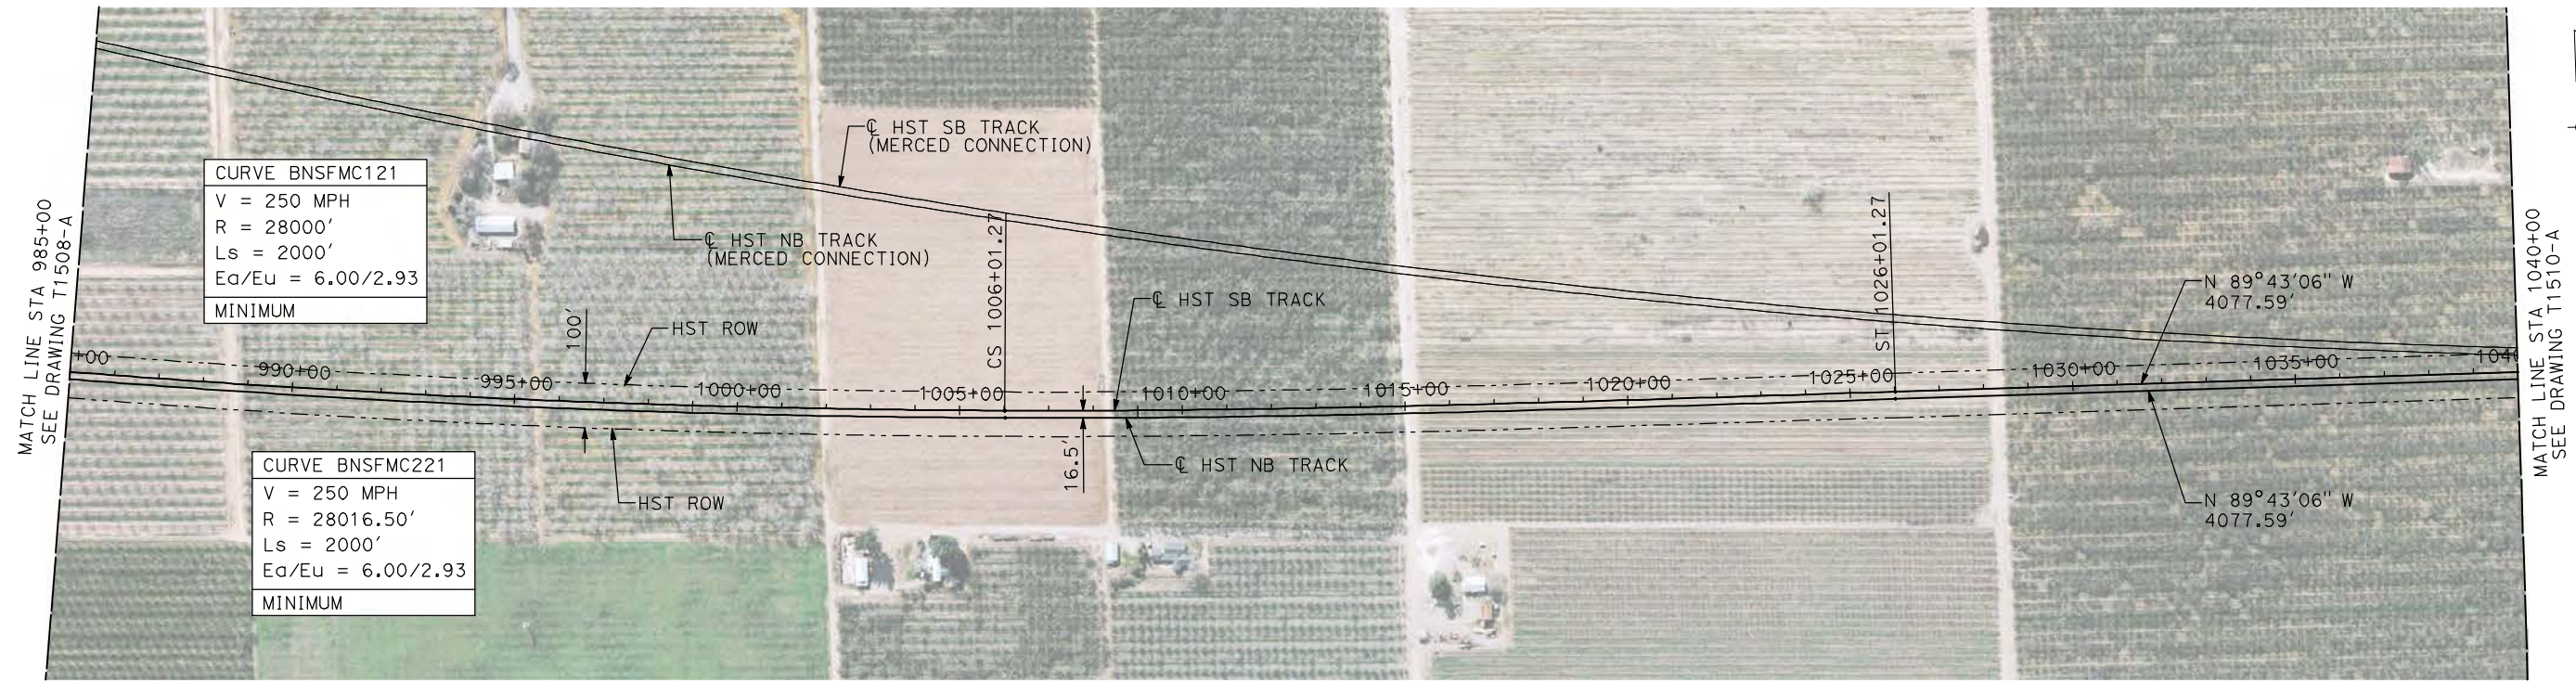 MATCH LINE STA 985+00
SEE DRAWING T1508-A
CURVE BNSFMC121
V = 250 MPH
R = 28000′
Ls = 2000′
Ea/Eu = 6.00/2.93
MINIMUM
℄ HST SB TRACK
(MERCED CONNECTION)
℄ HST NB TRACK
(MERCED CONNECTION)
100′
HST ROW
CS 1006+01.27
℄ HST SB TRACK
ST 1026+01.27
N 89°43′06″ W
4077.59′
+00
990+00
995+00
1000+00
1005+00
1010+00
1015+00
1020+00
1025+00
1030+00
1035+00
1040
CURVE BNSFMC221
V = 250 MPH
R = 28016.50′
Ls = 2000′
Ea/Eu = 6.00/2.93
MINIMUM
HST ROW
16.5′
℄ HST NB TRACK
N 89°43′06″ W
4077.59′
MATCH LINE STA 1040+00
SEE DRAWING T1510-A